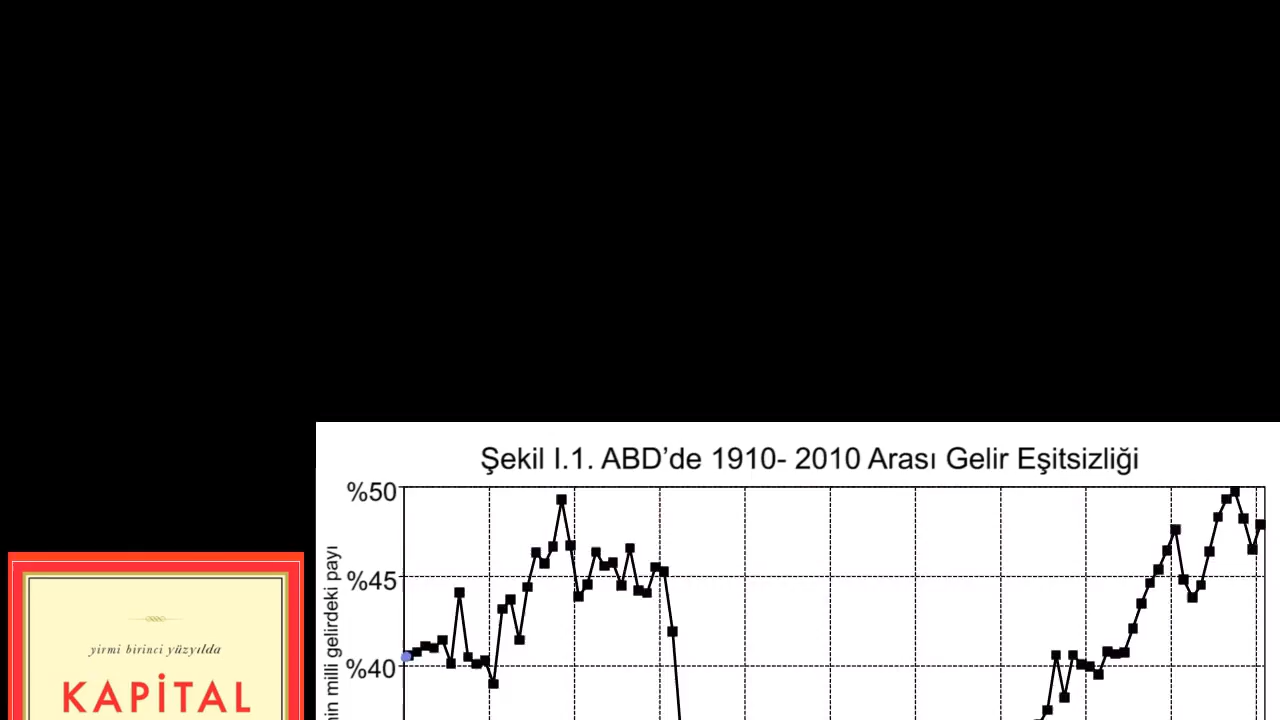 Şekil I.1. ABD’de 1910- 2010 Arası Gelir Eşitsizliği
%50
%45
%40
milli gelirdeki payı
yirmi birinci yüzyılda
KAPİTAL